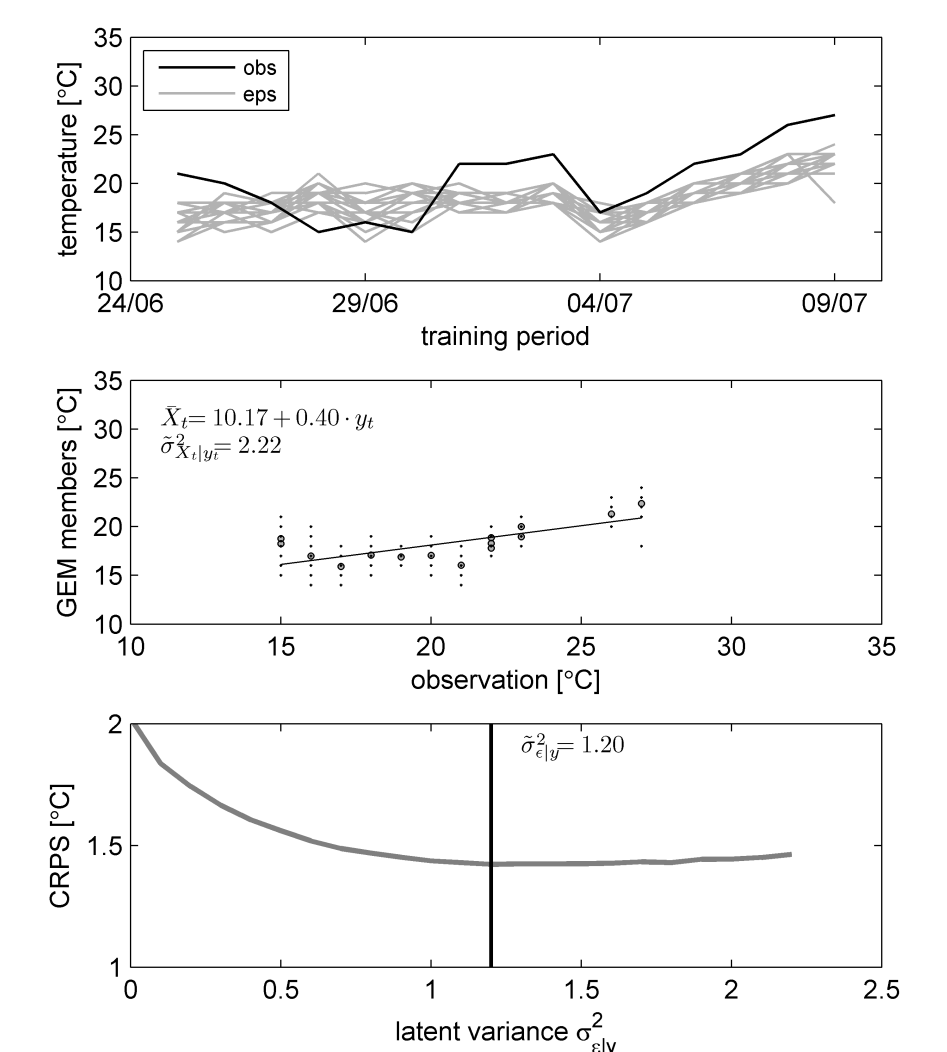 35
30
25
20
15
10
temperature [°C]
obs
eps
24/06 29/06 04/07 09/07
training period
35
30
25
20
15
10
GEM members [°C]
X̄ₜ= 10.17 + 0.40 · yₜ
σ̃²_{Xₜ|yₜ}= 2.22
10 15 20 25 30 35
observation [°C]
2
1.5
1
CRPS [°C]
σ̃²_{ϵ|y}= 1.20
0 0.5 1 1.5 2 2.5
latent variance σ²_{ε|y}